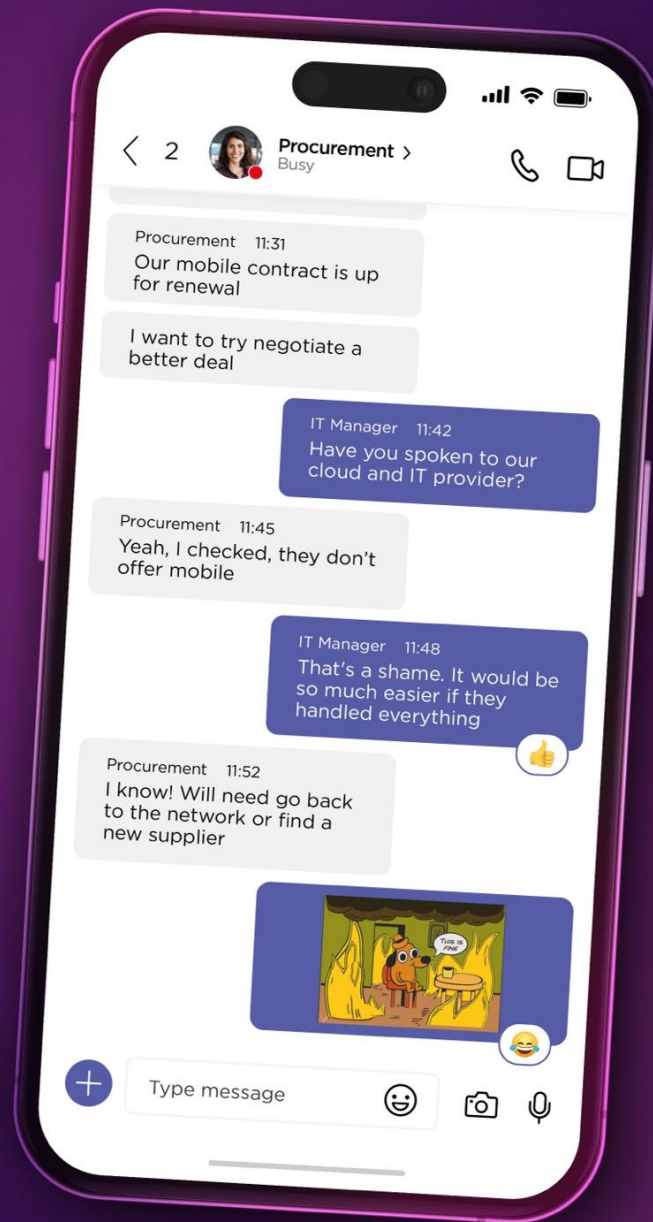 2
Procurement >
Busy
Procurement 11:31
Our mobile contract is up
for renewal
I want to try negotiate a
better deal
IT Manager 11:42
Have you spoken to our
cloud and IT provider?
Procurement 11:45
Yeah, I checked, they don't
offer mobile
IT Manager 11:48
That's a shame. It would be
so much easier if they
handled everything
Procurement 11:52
I know! Will need go back
to the network or find a
new supplier
THIS IS
FINE
Type message